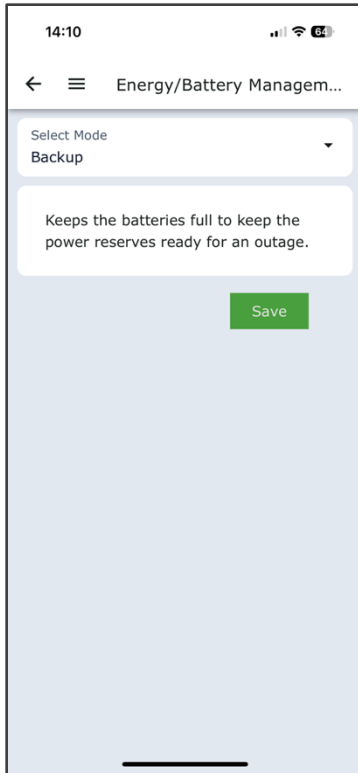 14:10
64
Energy/Battery Managem...
Select Mode
Backup
Keeps the batteries full to keep the
power reserves ready for an outage.
Save